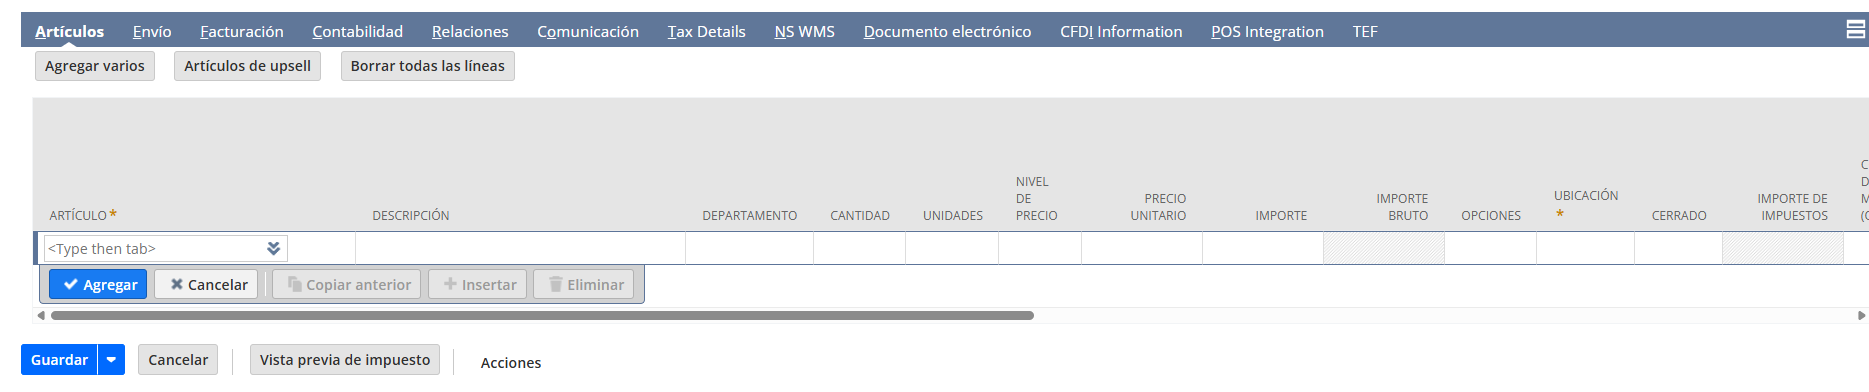 Artículos Envío Facturación Contabilidad Relaciones Comunicación Tax Details NS WMS Documento electrónico CFDI Information POS Integration TEF
Agregar varios Artículos de upsell Borrar todas las líneas
ARTÍCULO * DESCRIPCIÓN DEPARTAMENTO CANTIDAD UNIDADES
NIVEL
DE
PRECIO
PRECIO
UNITARIO
IMPORTE
IMPORTE
BRUTO
OPCIONES
UBICACIÓN
*
CERRADO
IMPORTE DE
IMPUESTOS
<Type then tab>
Agregar Cancelar Copiar anterior Insertar Eliminar
Guardar Cancelar Vista previa de impuesto Acciones